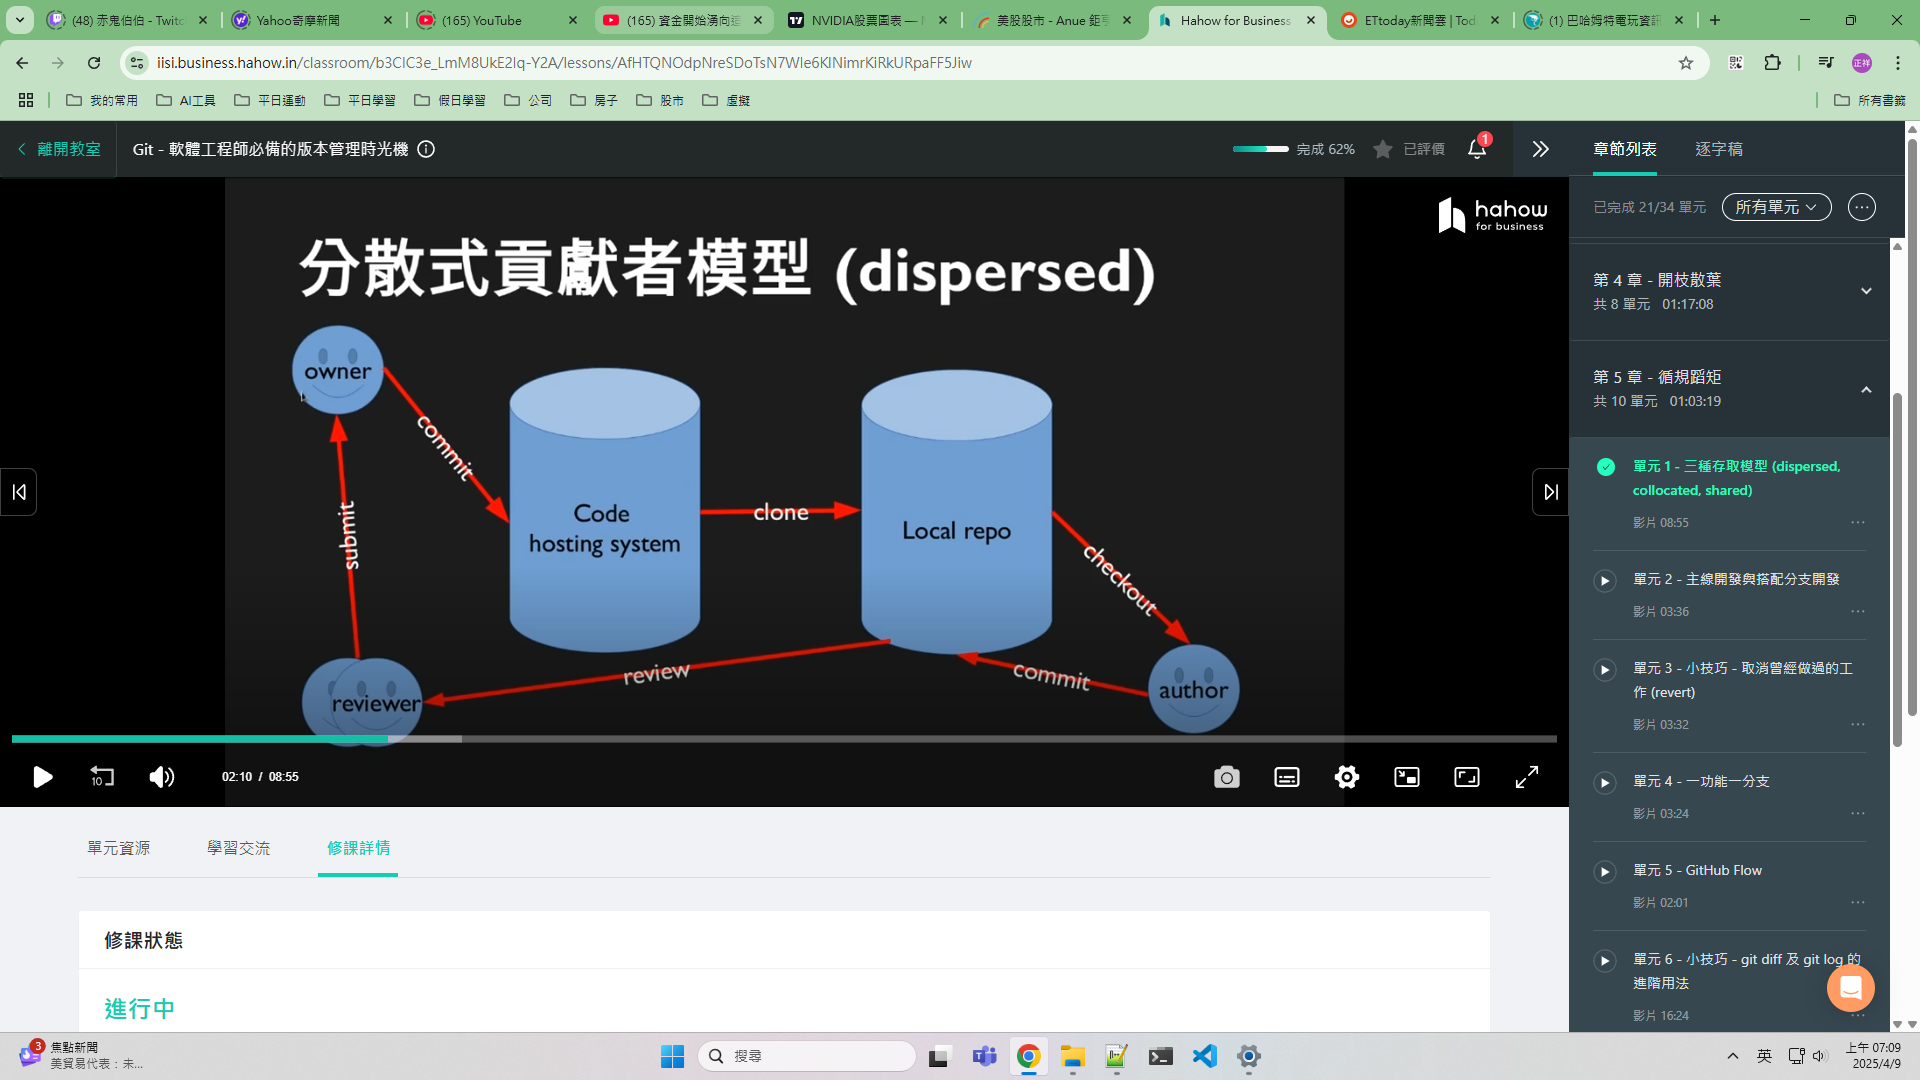 (48) 赤鬼伯伯 - Twitc
Yahoo奇摩新聞
(165) YouTube
(165) 資金開始湧向這
NVIDIA股票圖表 — N
美股股市 - Anue 鉅亨
Hahow for Business
ETtoday新聞雲 | Tod
(1) 巴哈姆特電玩資訊
iisi.business.hahow.in/classroom/b3ClC3e_LmM8UkE2lq-Y2A/lessons/AfHTQNOdpNreSDoTsN7Wle6KlNimrKiRkURpaFF5Jiw
正祥
我的常用
AI工具
平日運動
平日學習
假日學習
公司
房子
股市
虛擬
所有書籤
離開教室
Git - 軟體工程師必備的版本管理時光機
完成 62%
已評價
1
章節列表
逐字稿
已完成 21/34 單元
所有單元
hahow
for business
分散式貢獻者模型 (dispersed)
owner
commit
submit
Code
hosting system
clone
Local repo
checkout
review
commit
reviewer
author
10
02:10 / 08:55
第 4 章 - 開枝散葉
共 8 單元 01:17:08
第 5 章 - 循規蹈矩
共 10 單元 01:03:19
單元 1 - 三種存取模型 (dispersed,
collocated, shared)
影片 08:55
單元 2 - 主線開發與搭配分支開發
影片 03:36
單元 3 - 小技巧 - 取消曾經做過的工
作 (revert)
影片 03:32
單元 4 - 一功能一分支
影片 03:24
單元 5 - GitHub Flow
影片 02:01
單元 6 - 小技巧 - git diff 及 git log 的
進階用法
影片 16:24
單元資源
學習交流
修課詳情
修課狀態
進行中
3
焦點新聞
美貿易代表：未...
搜尋
英
上午 07:09
2025/4/9